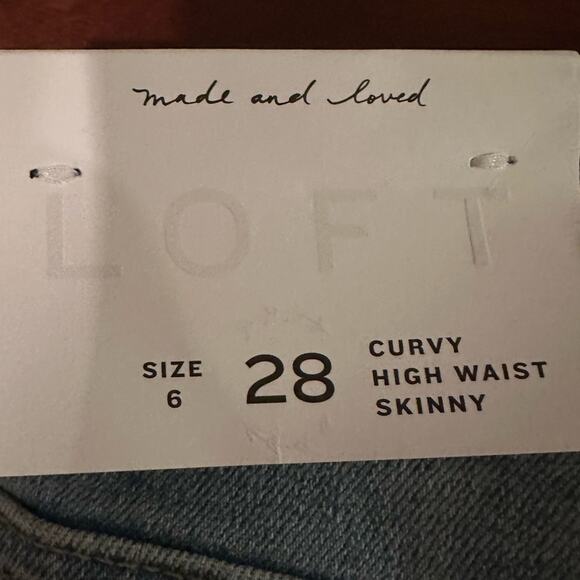 made and loved
LOFT
SIZE
6
28
CURVY
HIGH WAIST
SKINNY